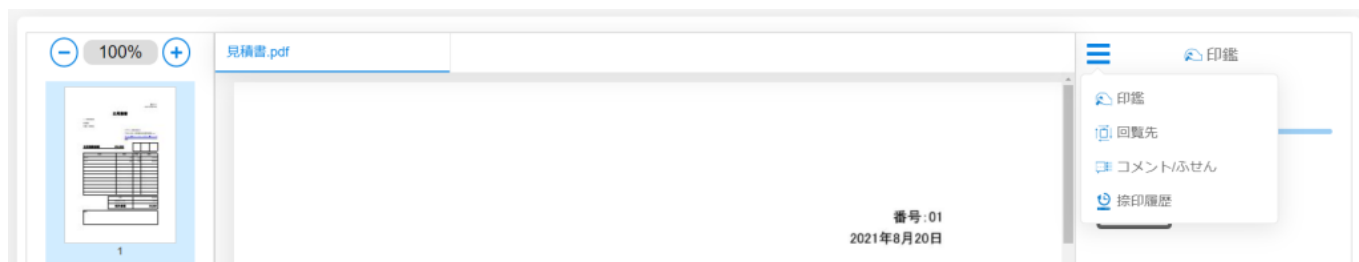 100%
見積書.pdf
印鑑
印鑑
回覧先
コメント/ふせん
捺印履歴
番号:01
2021年8月20日
1